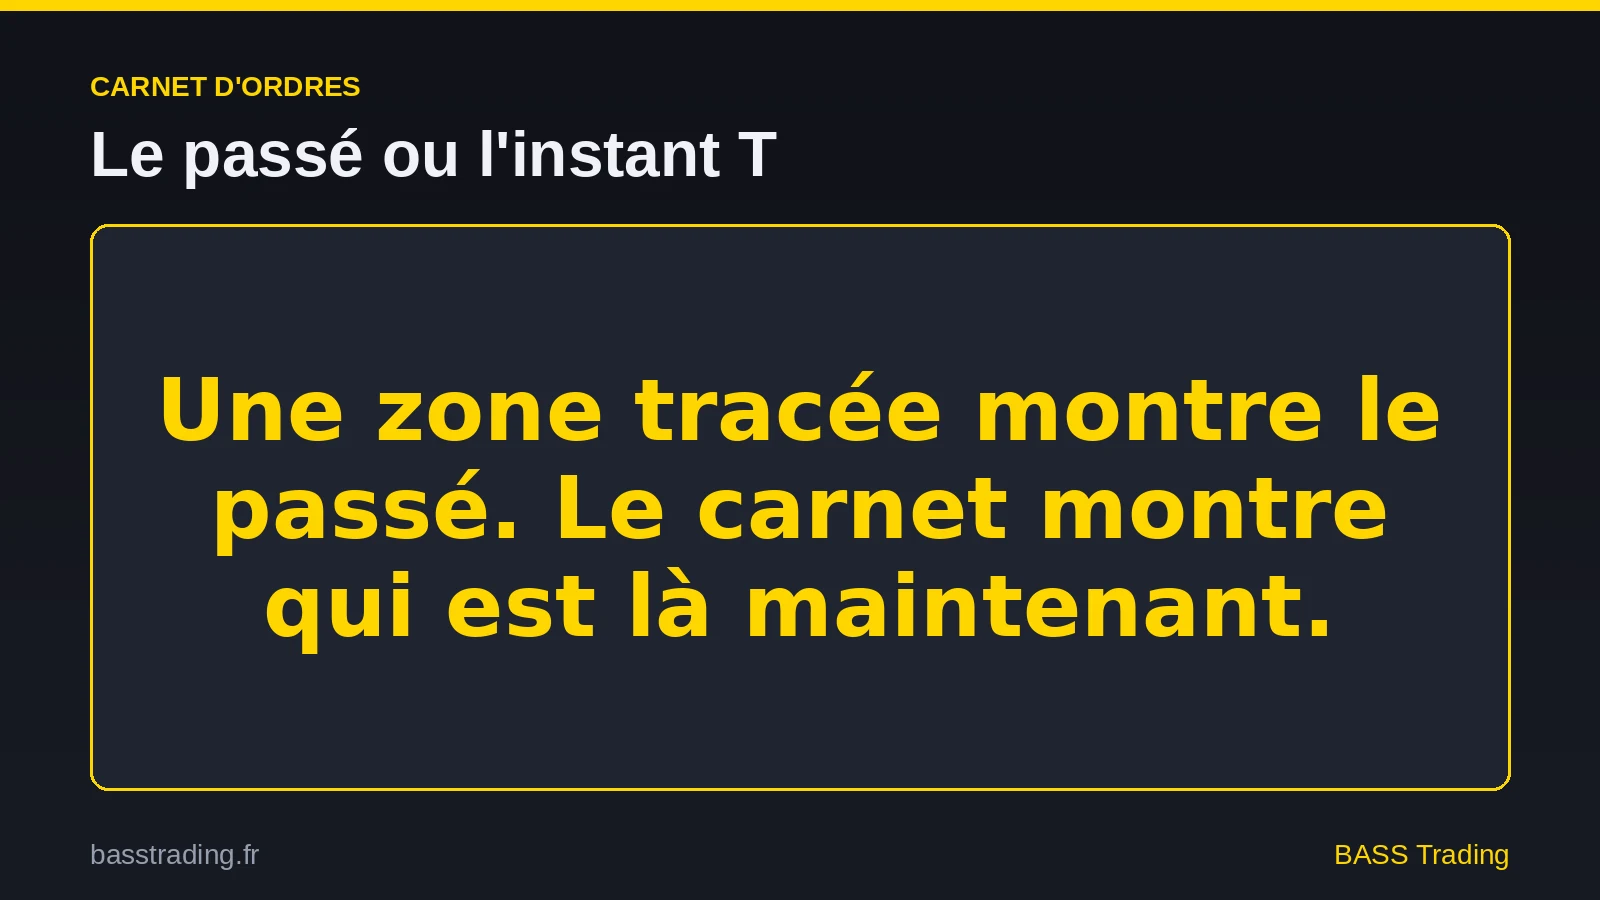 CARNET D'ORDRES
Le passé ou l'instant T
Une zone tracée montre le
passé. Le carnet montre
qui est là maintenant.
basstrading.fr
BASS Trading